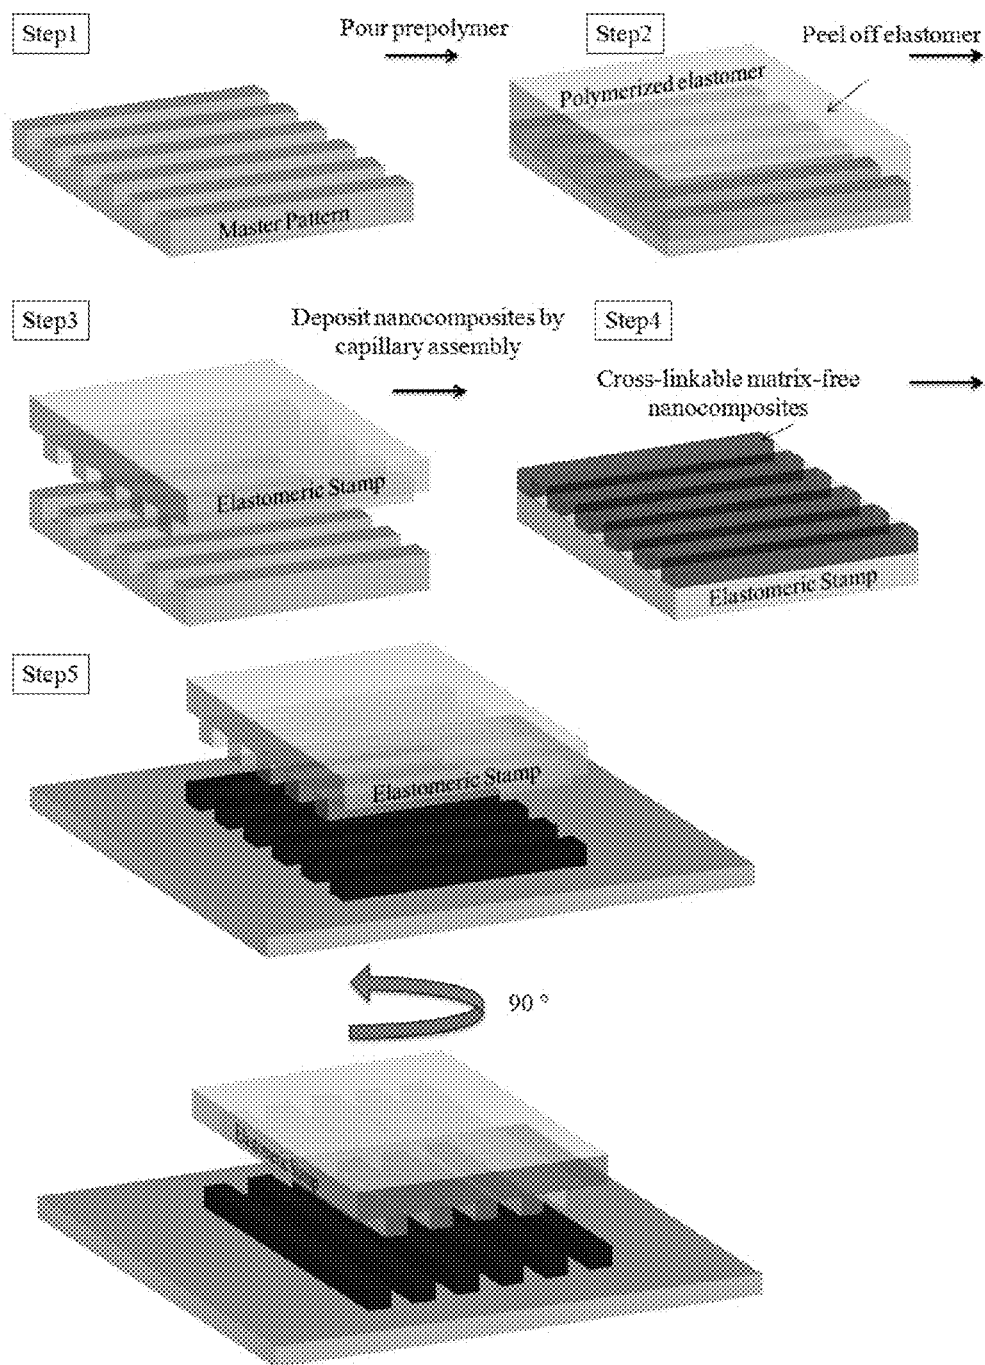 Step1
Pour prepolymer
Step2
Peel off elastomer
Polymerized elastomer
Master Pattern
Step3
Deposit nanocomposites by
capillary assembly
Step4
Cross-linkable matrix-free
nanocomposites
Elastomeric Stamp
Elastomeric Stamp
Step5
Elastomeric Stamp
90 °